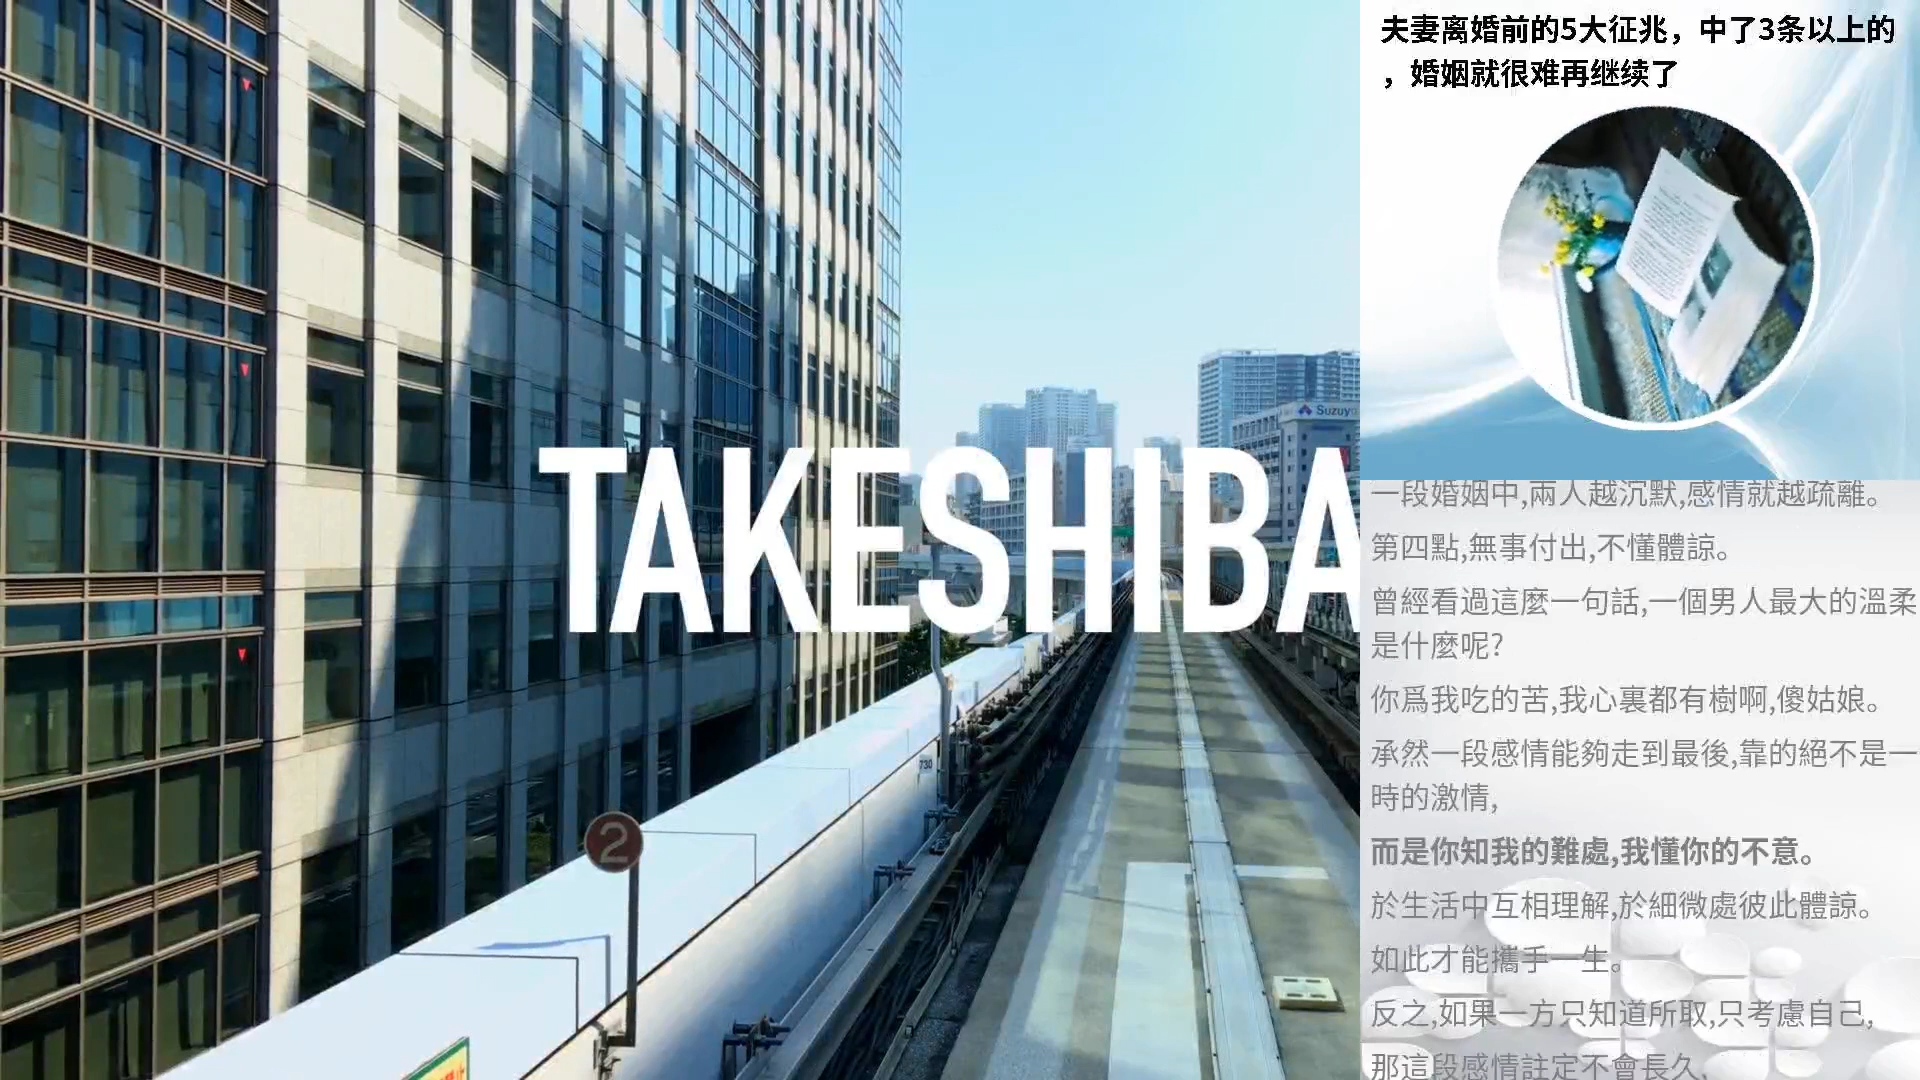 TAKESHIBA
Suzuyo
730
2
夫妻离婚前的5大征兆，中了3条以上的
，婚姻就很难再继续了
一段婚姻中,兩人越沉默,感情就越疏離。
第四點,無事付出,不懂體諒。
曾經看過這麼一句話,一個男人最大的溫柔
是什麼呢?
你爲我吃的苦,我心裏都有樹啊,傻姑娘。
承然一段感情能夠走到最後,靠的絕不是一
時的激情,
而是你知我的難處,我懂你的不意。
於生活中互相理解,於細微處彼此體諒。
如此才能攜手一生。
反之,如果一方只知道所取,只考慮自己,
那這段感情註定不會長久,